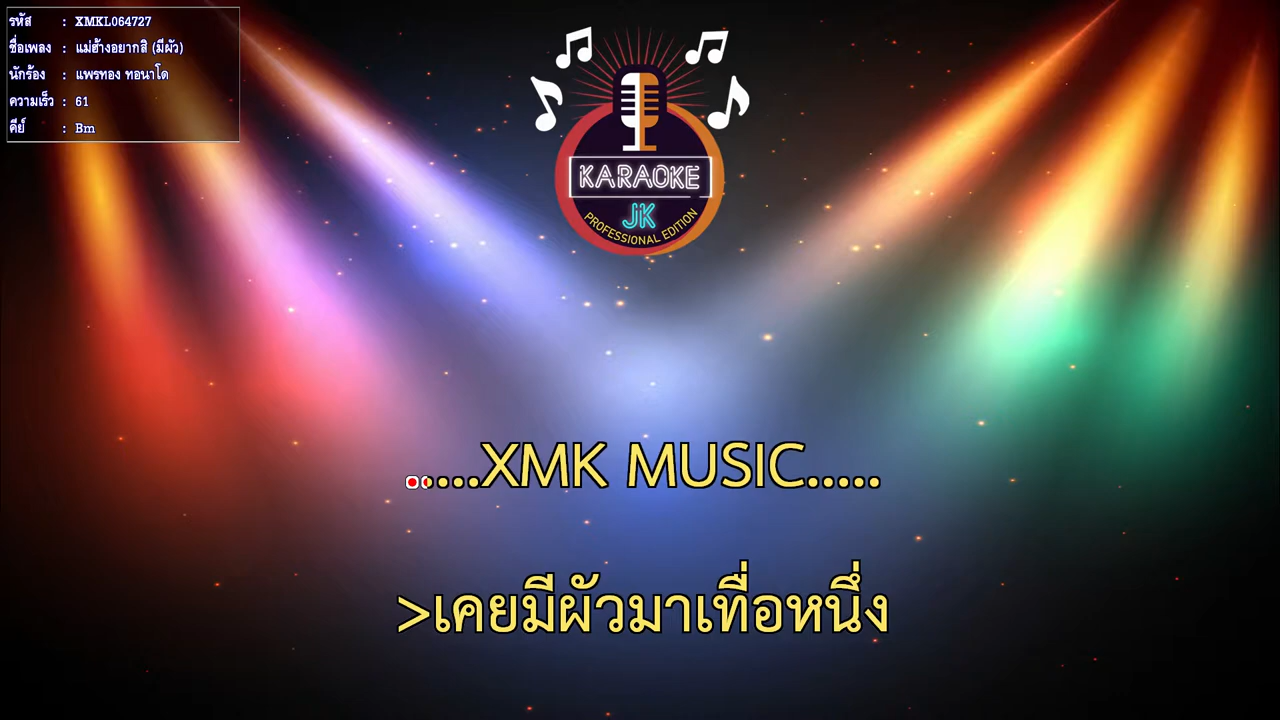 รหัส : XMKL064727
ชื่อเพลง : แม่ฮ้างอยากสิ (มีผัว)
นักร้อง : แพรทอง ทอนาโด
ความเร็ว : 61
คีย์ : Bm
KARAOKE
JK
PROFESSIONAL EDITION
.....XMK MUSIC.....
>เคยมีผัวมาเทื่อหนึ่ง